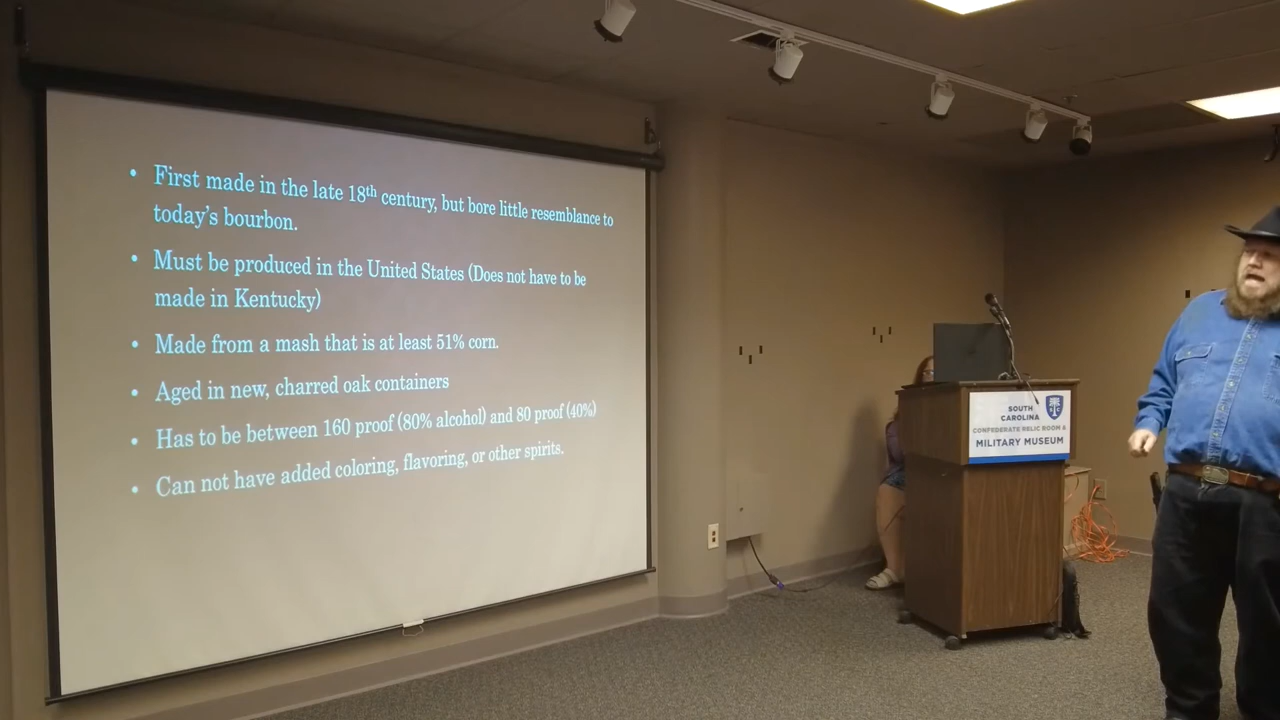 • First made in the late 18th century, but bore little resemblance to
today's bourbon.
• Must be produced in the United States (Does not have to be
made in Kentucky)
• Made from a mash that is at least 51% corn.
• Aged in new, charred oak containers
• Has to be between 160 proof (80% alcohol) and 80 proof (40%)
• Can not have added coloring, flavoring, or other spirits.
SOUTH
CAROLINA
CONFEDERATE RELIC ROOM &
MILITARY MUSEUM